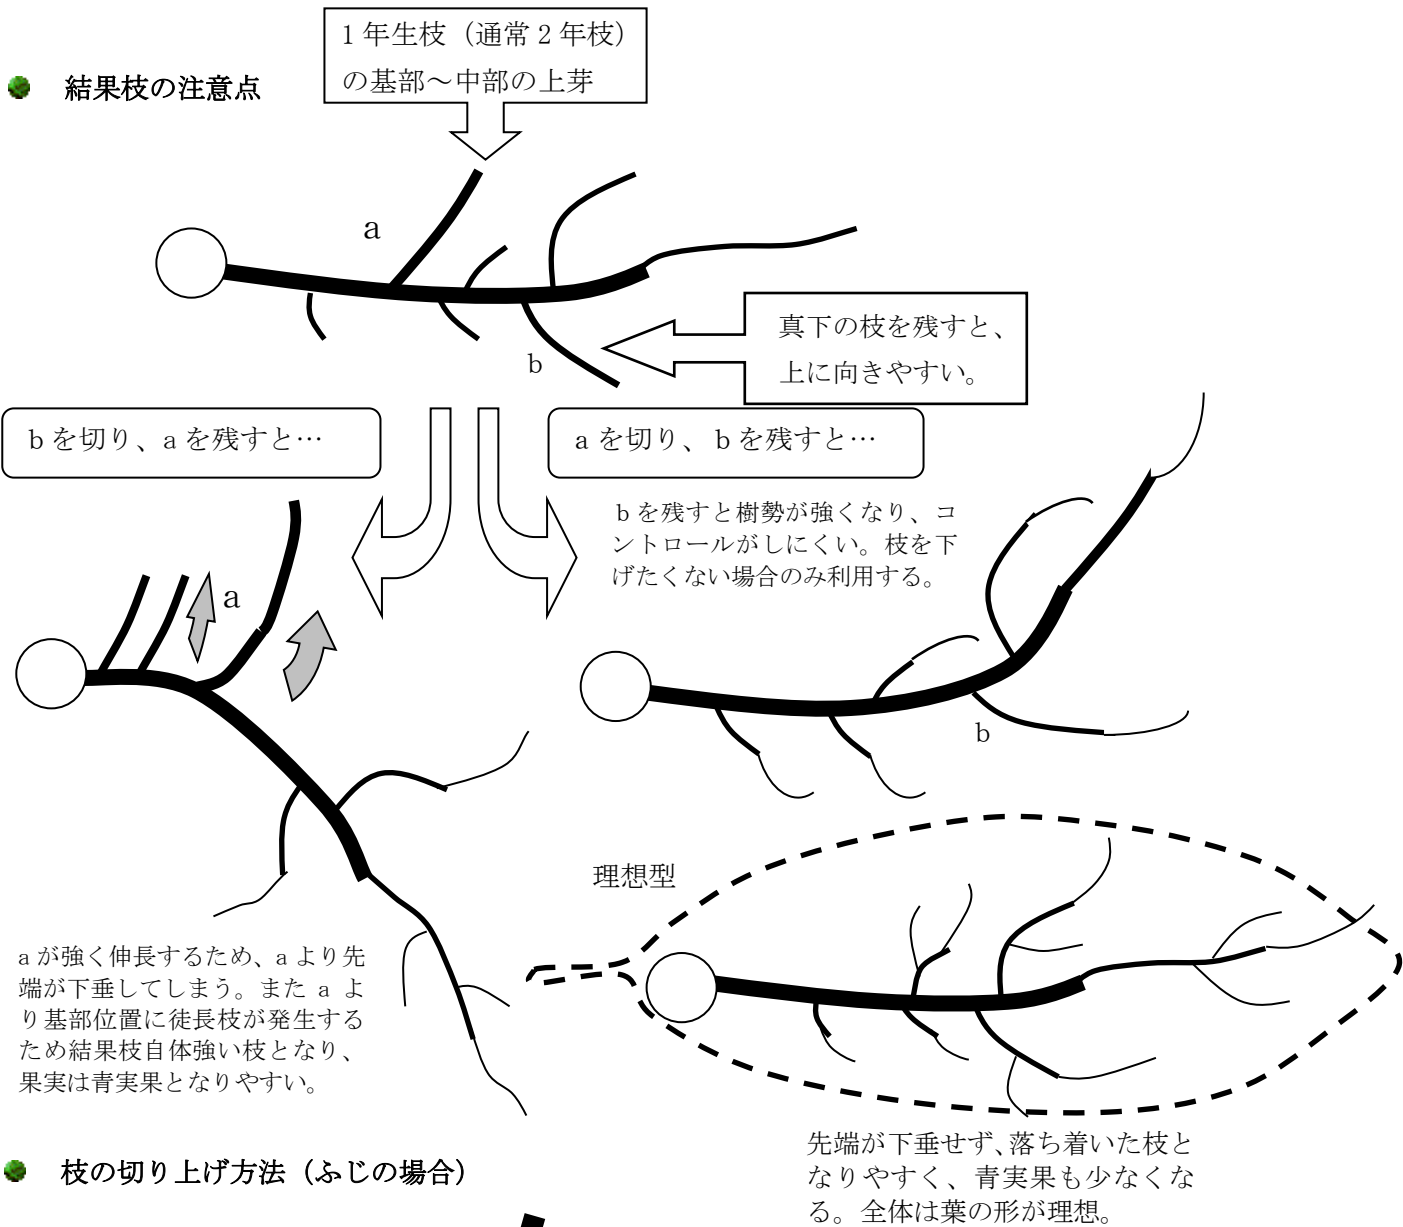 1年生枝（通常2年枝）
の基部～中部の上芽
結果枝の注意点
a
真下の枝を残すと、
上に向きやすい。
b
bを切り、aを残すと…
aを切り、bを残すと…
bを残すと樹勢が強くなり、コ
ントロールがしにくい。枝を下
げたくない場合のみ利用する。
a
b
理想型
aが強く伸長するため、aより先
端が下垂してしまう。また a よ
り基部位置に徒長枝が発生する
ため結果枝自体強い枝となり、
果実は青実果となりやすい。
先端が下垂せず、落ち着いた枝と
なりやすく、青実果も少なくな
る。全体は葉の形が理想。
枝の切り上げ方法（ふじの場合）